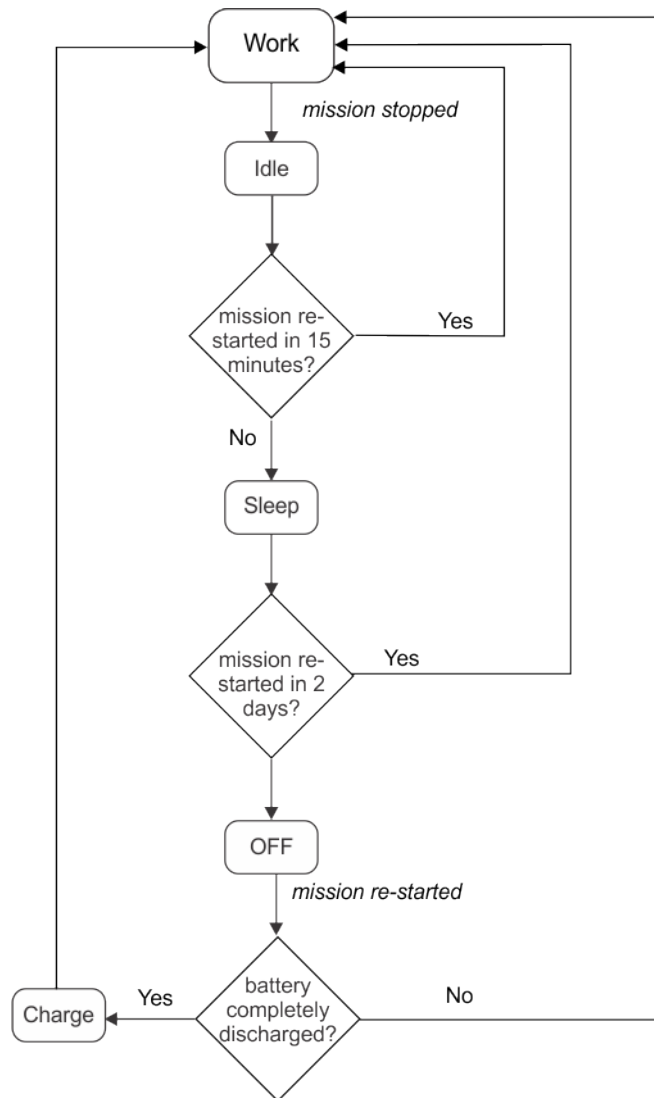 Work
mission stopped
Idle
mission re-
started in 15
minutes?
Yes
No
Sleep
mission re-
started in 2
days?
Yes
OFF
mission re-started
battery
completely
discharged?
Yes
No
Charge